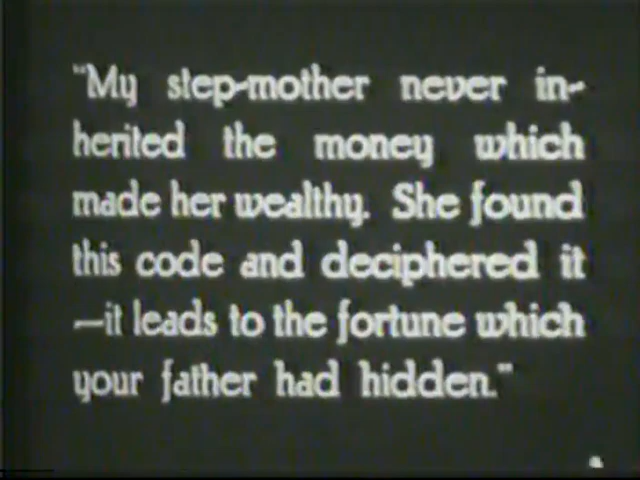 "My step-mother never in-
herited the money which
made her wealthy. She found
this code and deciphered it
—it leads to the fortune which
your father had hidden."